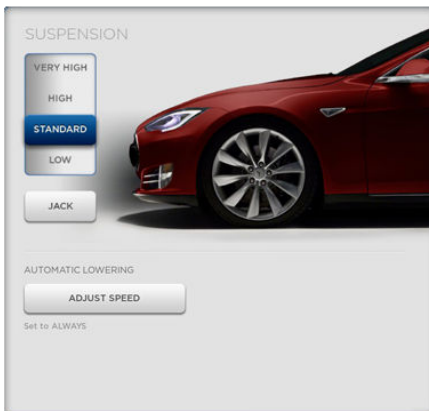 SUSPENSION
VERY HIGH
HIGH
STANDARD
LOW
JACK
AUTOMATIC LOWERING
ADJUST SPEED
Set to ALWAYS